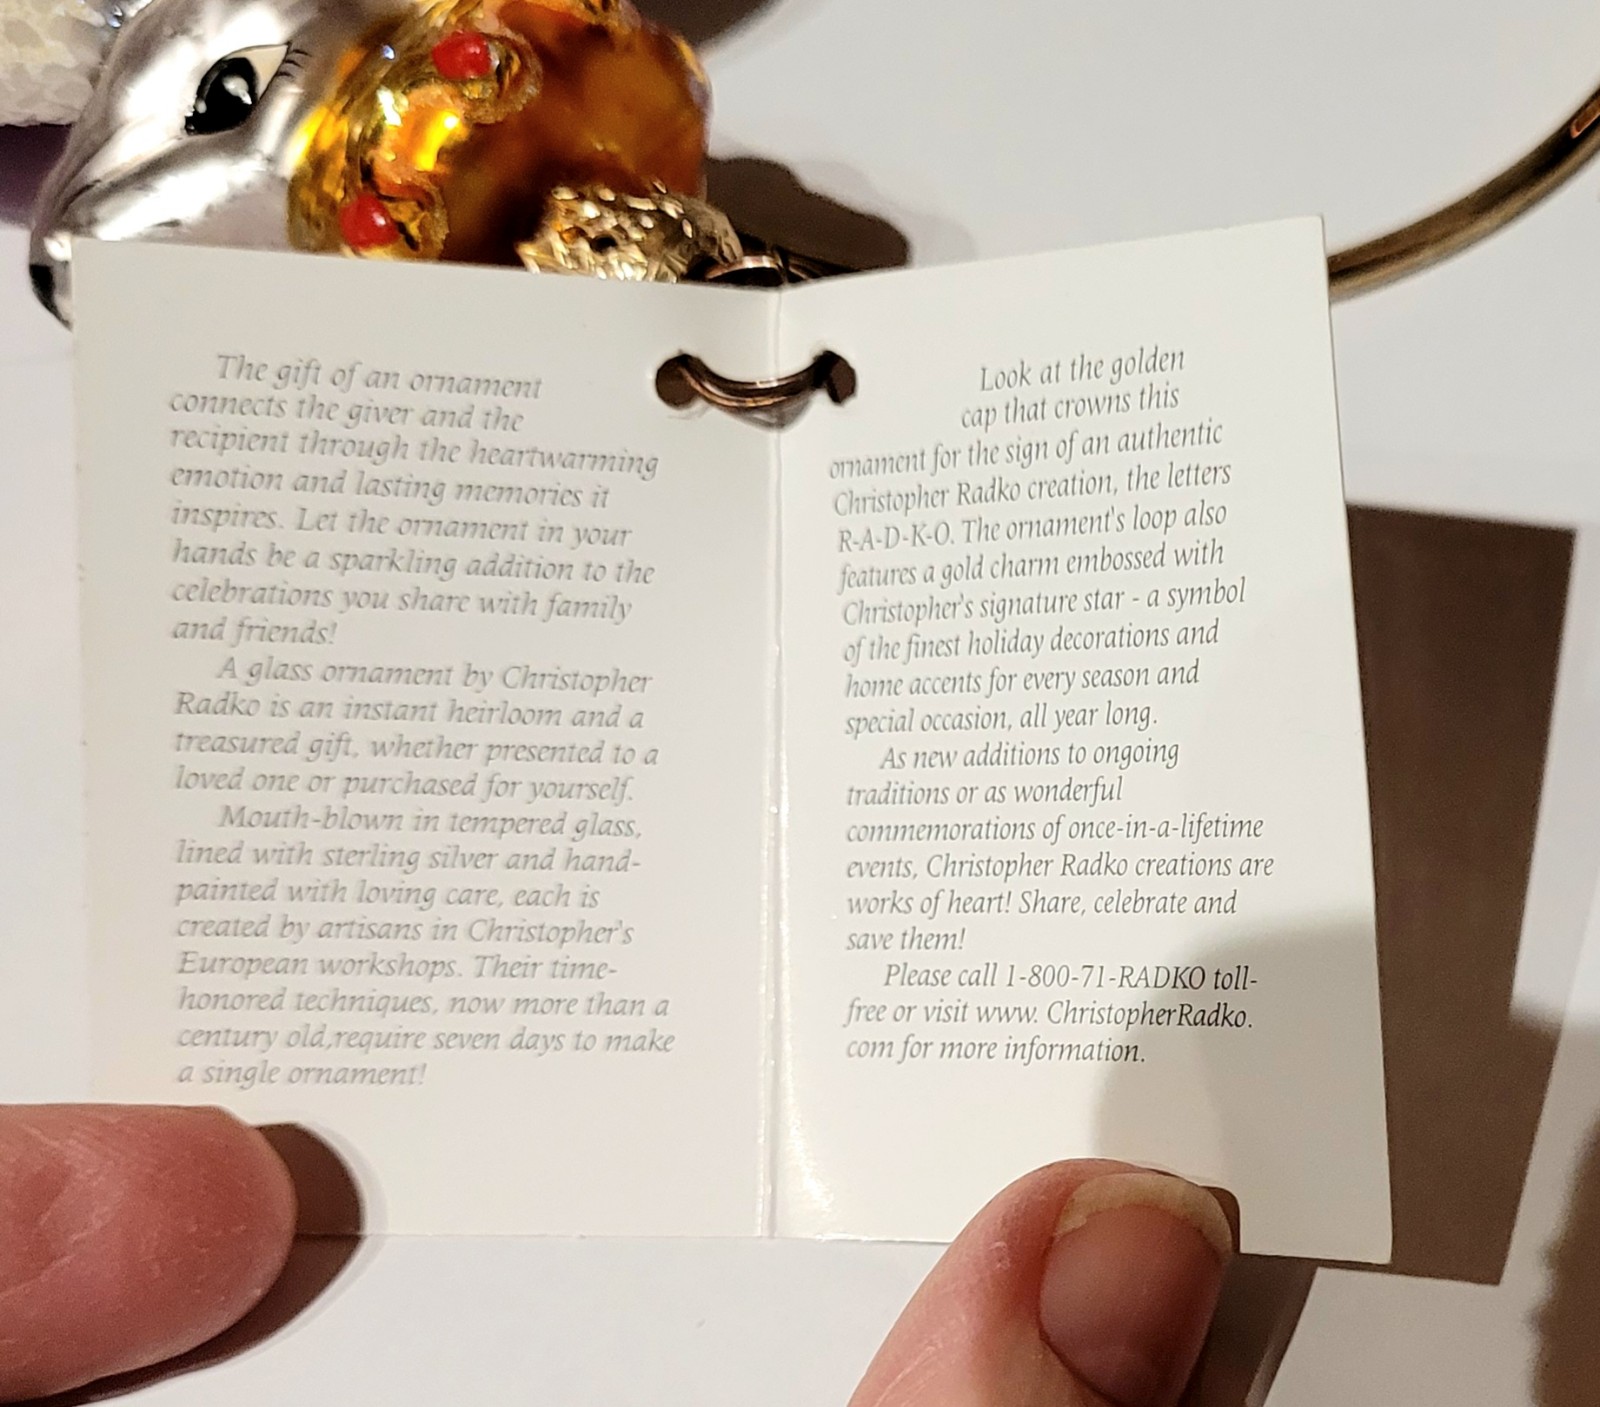 The gift of an ornament
connects the giver and the
recipient through the heartwarming
emotion and lasting memories it
inspires. Let the ornament in your
hands be a sparkling addition to the
celebrations you share with family
and friends!
A glass ornament by Christopher
Radko is an instant heirloom and a
treasured gift, whether presented to a
loved one or purchased for yourself.
Mouth-blown in tempered glass,
lined with sterling silver and hand-
painted with loving care, each is
created by artisans in Christopher's
European workshops. Their time-
honored techniques, now more than a
century old,require seven days to make
a single ornament!
Look at the golden
cap that crowns this
ornament for the sign of an authentic
Christopher Radko creation, the letters
R-A-D-K-O. The ornament's loop also
features a gold charm embossed with
Christopher's signature star - a symbol
of the finest holiday decorations and
home accents for every season and
special occasion, all year long.
As new additions to ongoing
traditions or as wonderful
commemorations of once-in-a-lifetime
events, Christopher Radko creations are
works of heart! Share, celebrate and
save them!
Please call 1-800-71-RADKO toll-
free or visit www. ChristopherRadko.
com for more information.